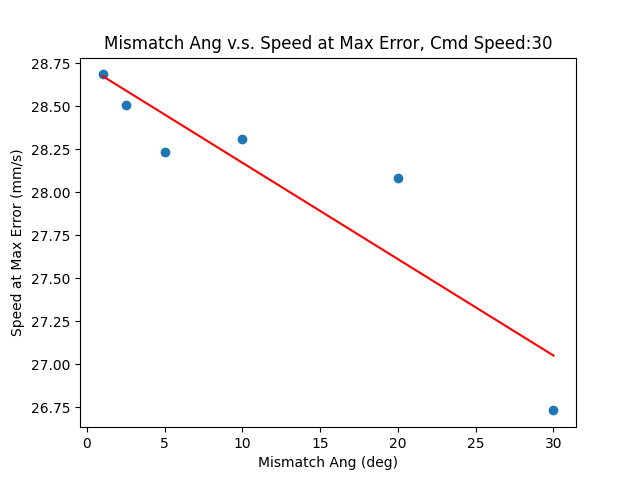 Mismatch Ang v.s. Speed at Max Error, Cmd Speed:30
28.75
28.50
28.25
28.00
27.75
27.50
27.25
27.00
26.75
Speed at Max Error (mm/s)
0 5 10 15 20 25 30
Mismatch Ang (deg)